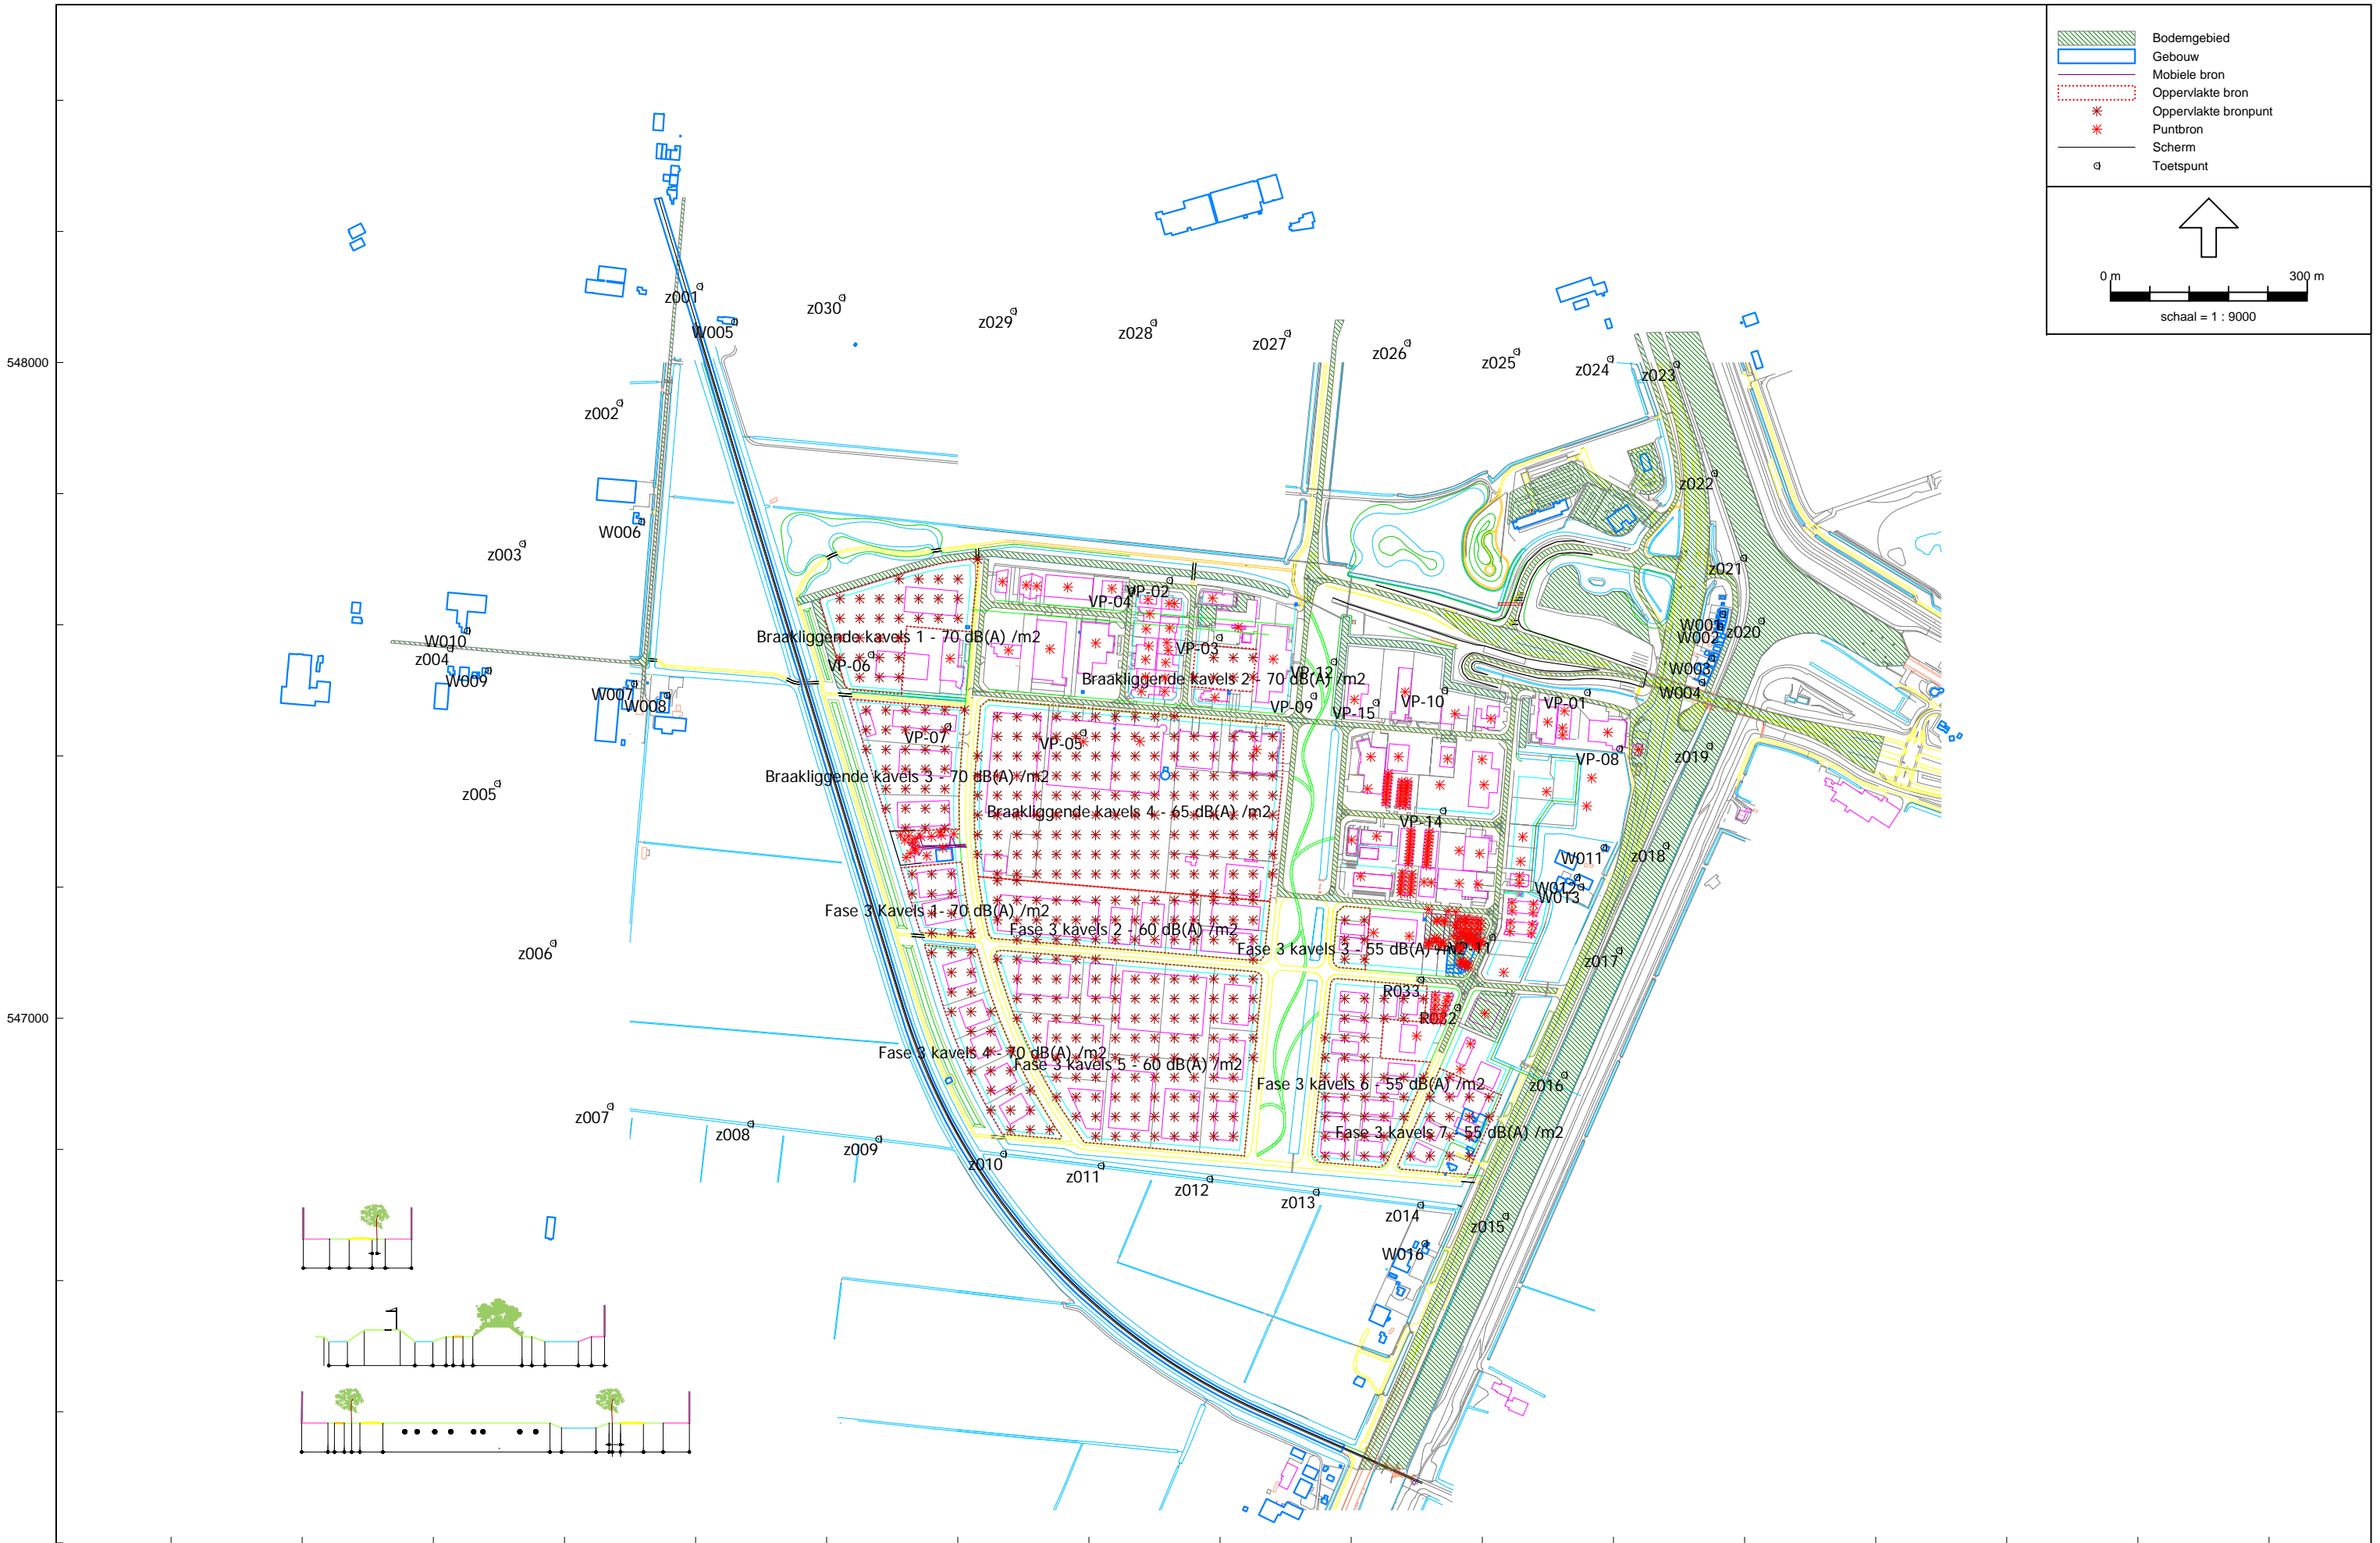 Bodemgebied
Gebouw
Mobiele bron
Oppervlakte bron
Oppervlakte bronpunt
Puntbron
Scherm
Toetspunt
0 m 300 m
schaal = 1 : 9000
548000
547000
z001
z030
z029
z028
z027
z026
z025
z024
z023
W005
z002
z022
W006
z003
z021
VP-02
VP-04
W001
W002
z020
W010
z004
Braakliggende kavels 1 - 70 dB(A) /m2
VP-03
VP-06
VP-12
W003
W009
Braakliggende kavels 2 - 70 dB(A) /m2
W007
W008
W004
VP-09
VP-15
VP-10
VP-01
VP-07
VP-05
VP-08
z019
Braakliggende kavels 3 - 70 dB(A) /m2
z005
Braakliggende kavels 4 - 65 dB(A) /m2
VP-14
W011
z018
W012
W013
Fase 3 Kavels 1- 70 dB(A) /m2
Fase 3 kavels 2 - 60 dB(A) /m2
Fase 3 kavels 3 - 55 dB(A) /m2
VP-11
z006
z017
R033
R032
Fase 3 kavels 4 - 70 dB(A) /m2
Fase 3 kavels 5 - 60 dB(A) /m2
Fase 3 kavels 6 - 55 dB(A) /m2
z016
z007
z008
z009
Fase 3 kavels 7 - 55 dB(A) /m2
z010
z011
z012
z013
z014
z015
W016